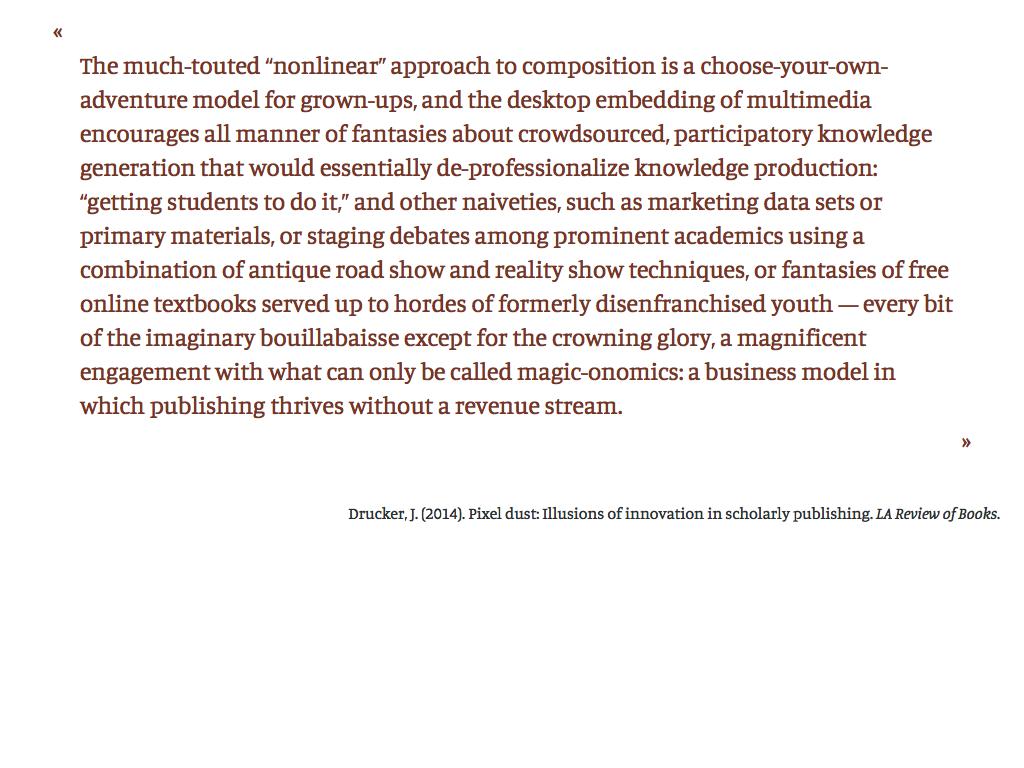 «
The much-touted “nonlinear” approach to composition is a choose-your-own-
adventure model for grown-ups, and the desktop embedding of multimedia
encourages all manner of fantasies about crowdsourced, participatory knowledge
generation that would essentially de-professionalize knowledge production:
“getting students to do it,” and other naiveties, such as marketing data sets or
primary materials, or staging debates among prominent academics using a
combination of antique road show and reality show techniques, or fantasies of free
online textbooks served up to hordes of formerly disenfranchised youth — every bit
of the imaginary bouillabaisse except for the crowning glory, a magnificent
engagement with what can only be called magic-onomics: a business model in
which publishing thrives without a revenue stream.
»
Drucker, J. (2014). Pixel dust: Illusions of innovation in scholarly publishing. LA Review of Books.